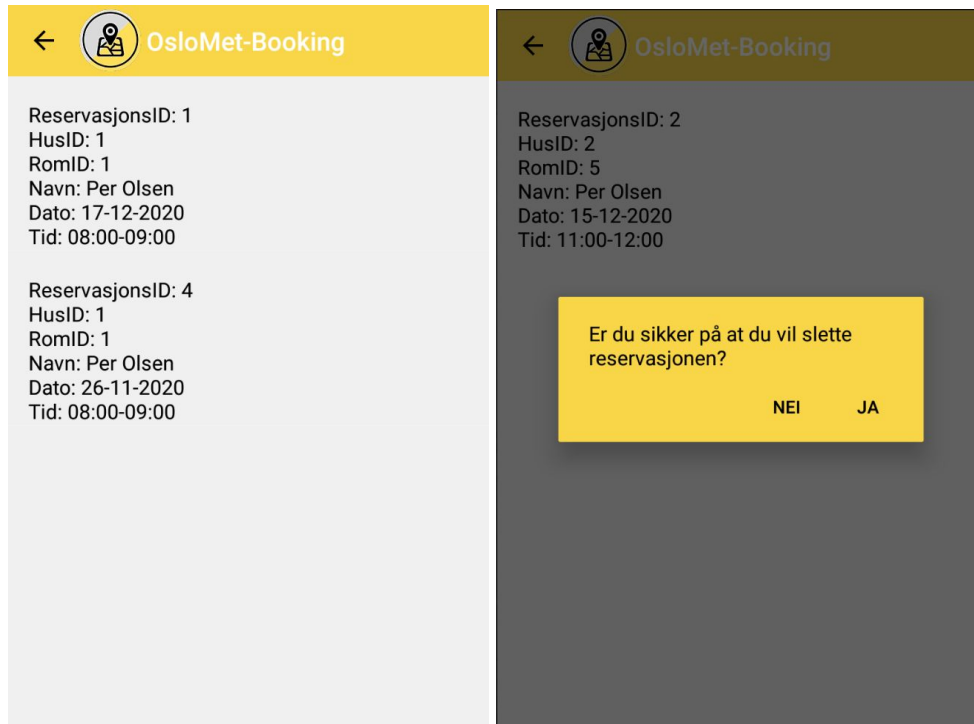 OsloMet-Booking
ReservasjonsID: 1
HusID: 1
RomID: 1
Navn: Per Olsen
Dato: 17-12-2020
Tid: 08:00-09:00
ReservasjonsID: 4
HusID: 1
RomID: 1
Navn: Per Olsen
Dato: 26-11-2020
Tid: 08:00-09:00
OsloMet-Booking
ReservasjonsID: 2
HusID: 2
RomID: 5
Navn: Per Olsen
Dato: 15-12-2020
Tid: 11:00-12:00
Er du sikker på at du vil slette
reservasjonen?
NEI JA